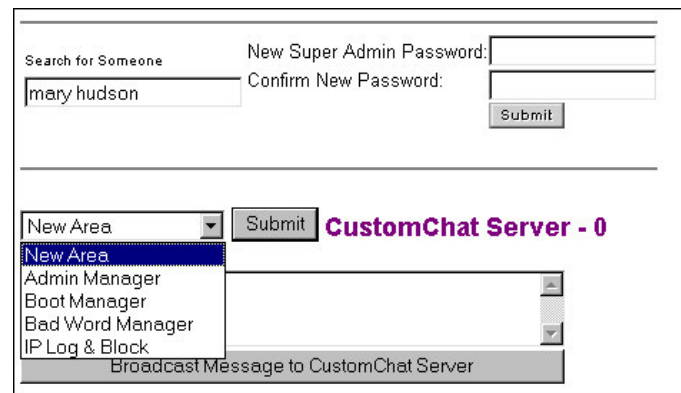 Search for Someone
mary hudson
New Super Admin Password:
Confirm New Password:
Submit
New Area
Submit
CustomChat Server - 0
New Area
Admin Manager
Boot Manager
Bad Word Manager
IP Log & Block
Broadcast Message to CustomChat Server